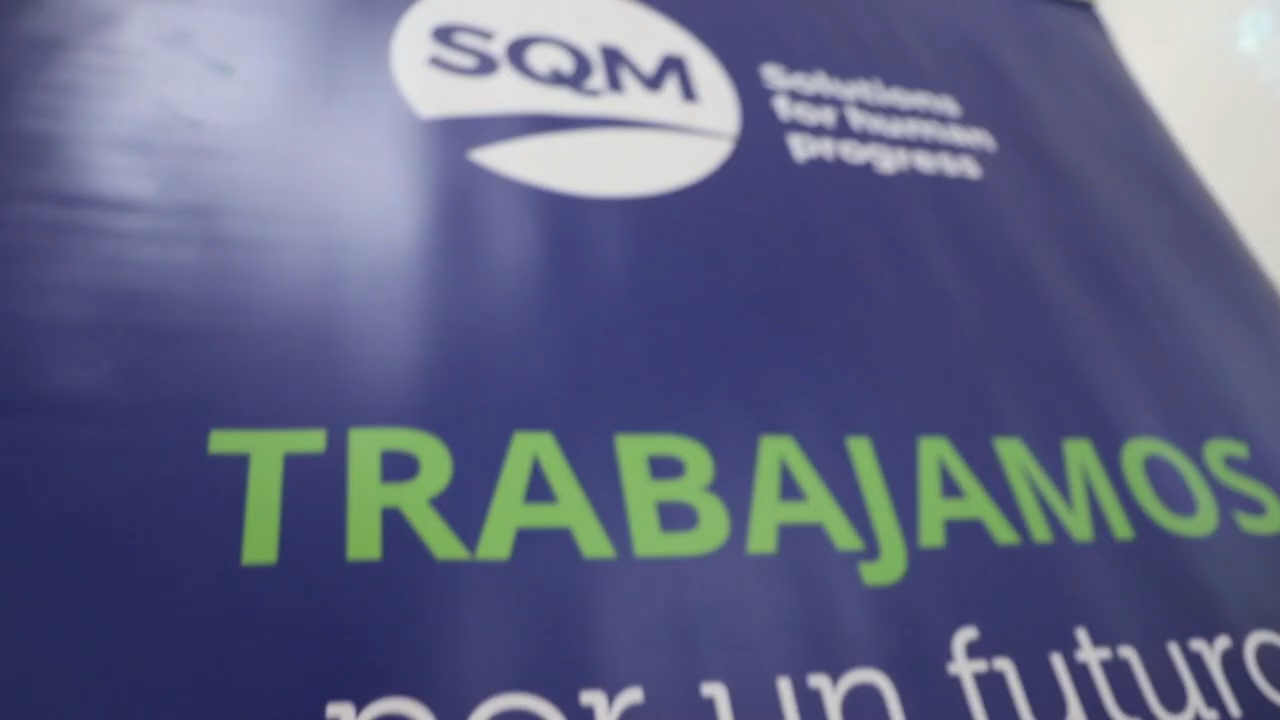 SQM
Solutions
for human
progress
TRABAJAMOS
por un futuro